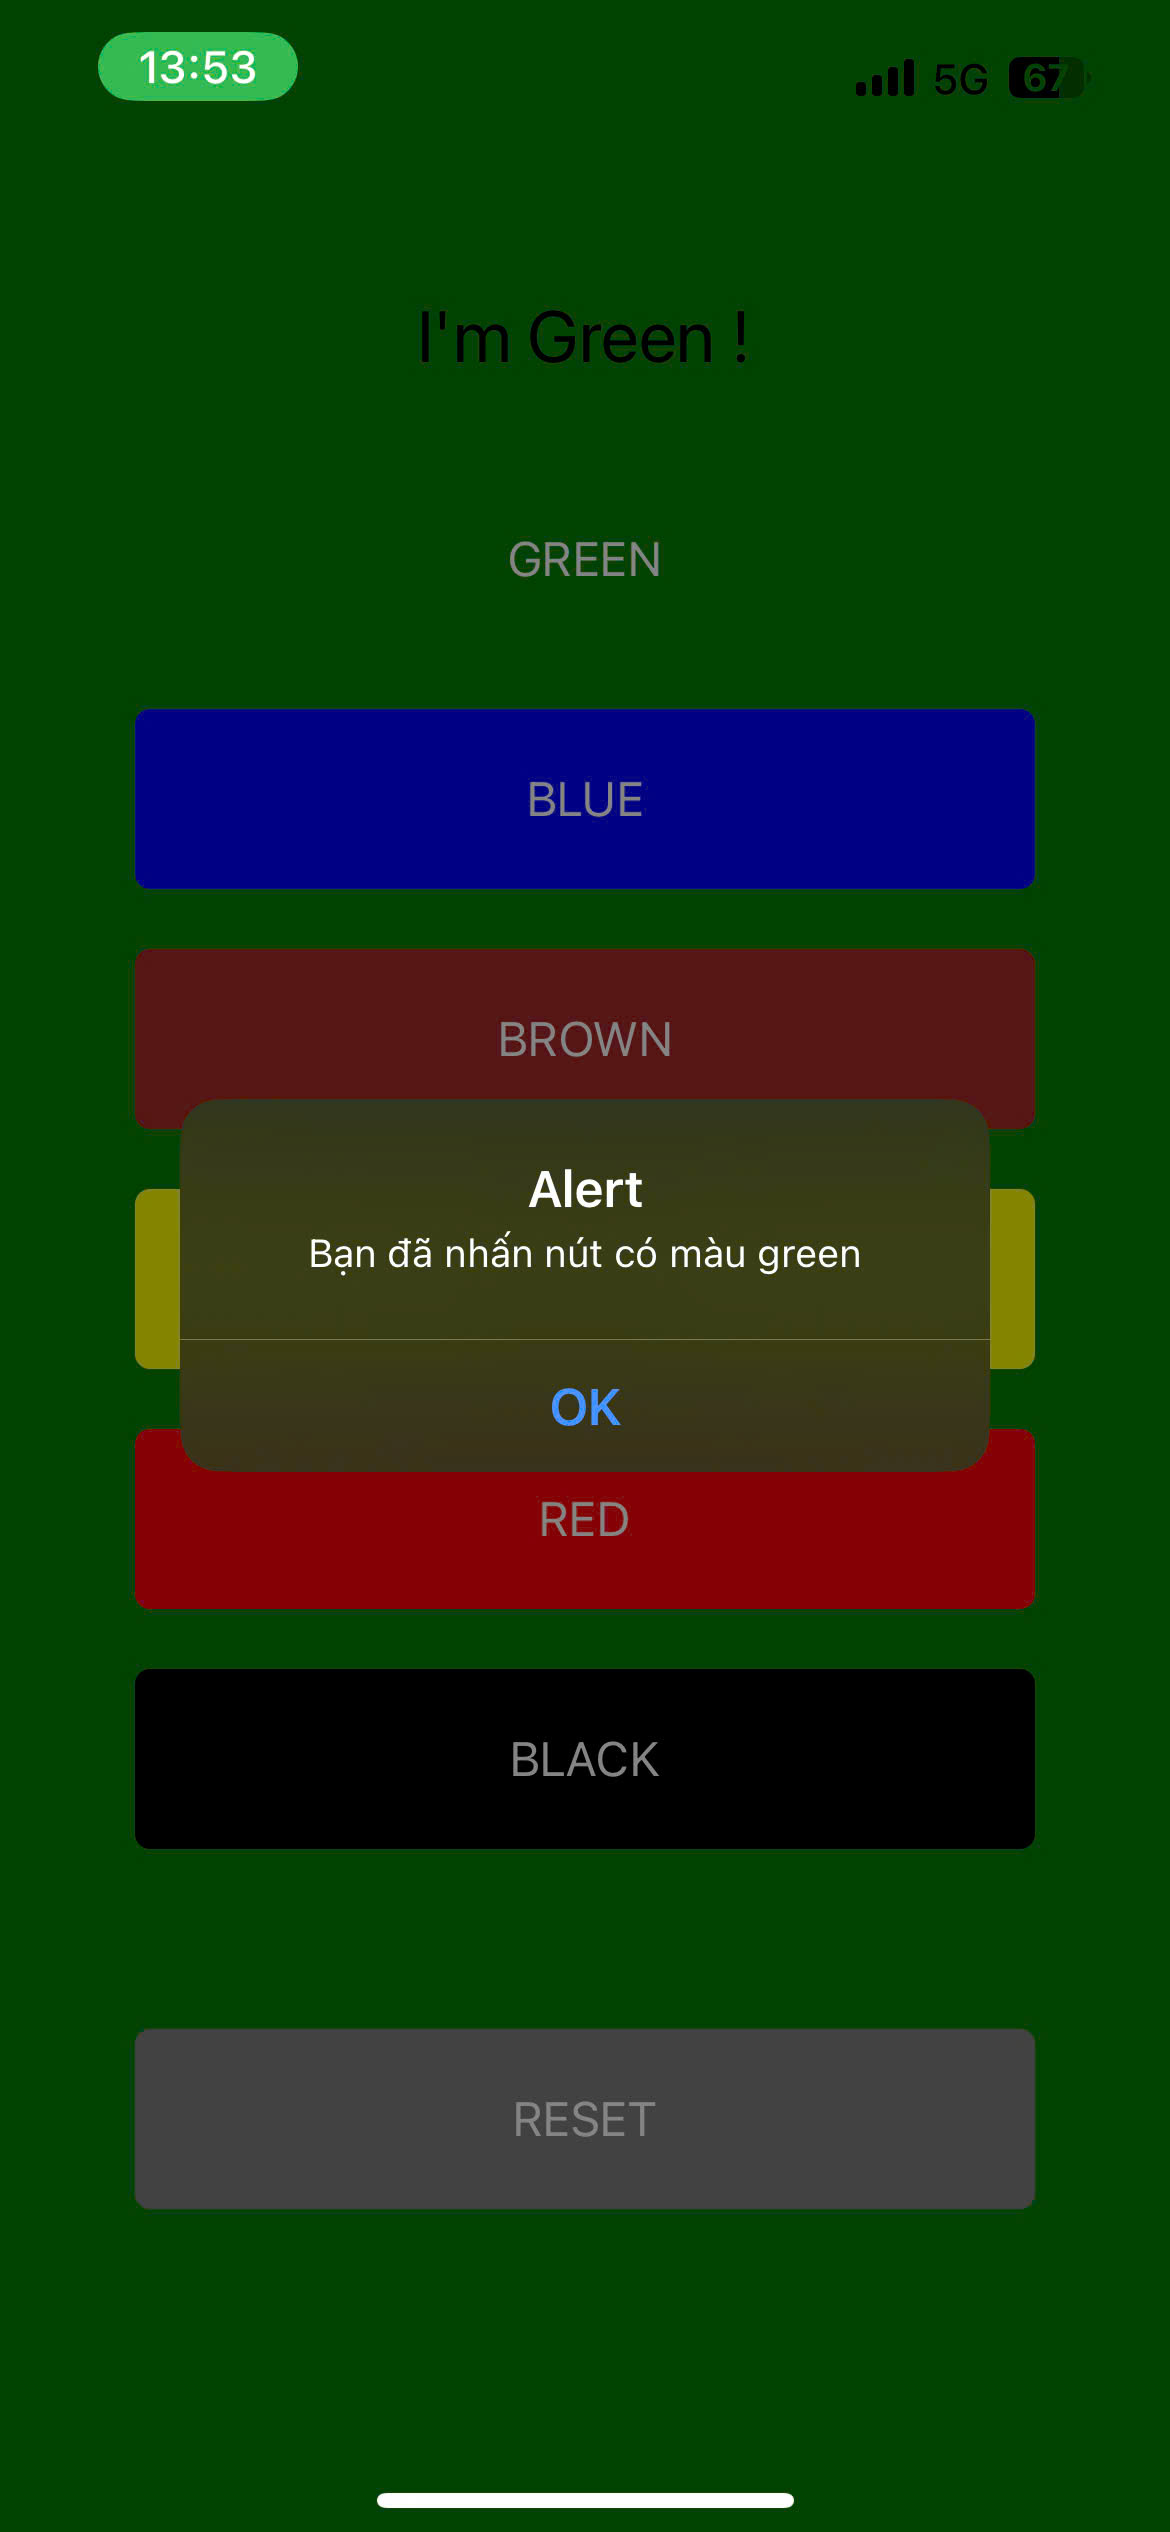 13:53
5G 67
I'm Green !
GREEN
BLUE
BROWN
Alert
Bạn đã nhấn nút có màu green
OK
RED
BLACK
RESET